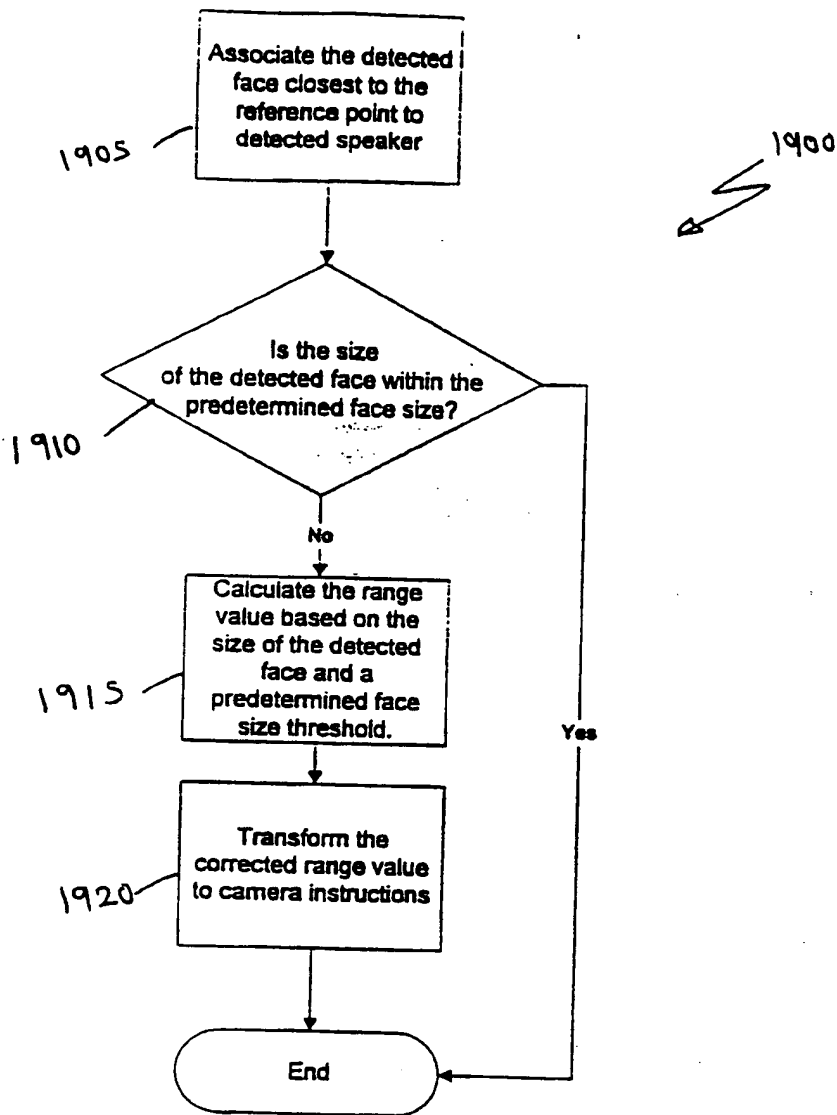 Associate the detected
face closest to the
reference point to
detected speaker
1905
1900
Is the size
of the detected face within the
predetermined face size?
1910
No
Calculate the range
value based on the
size of the detected
face and a
predetermined face
size threshold.
1915
Yes
Transform the
corrected range value
to camera instructions
1920
End